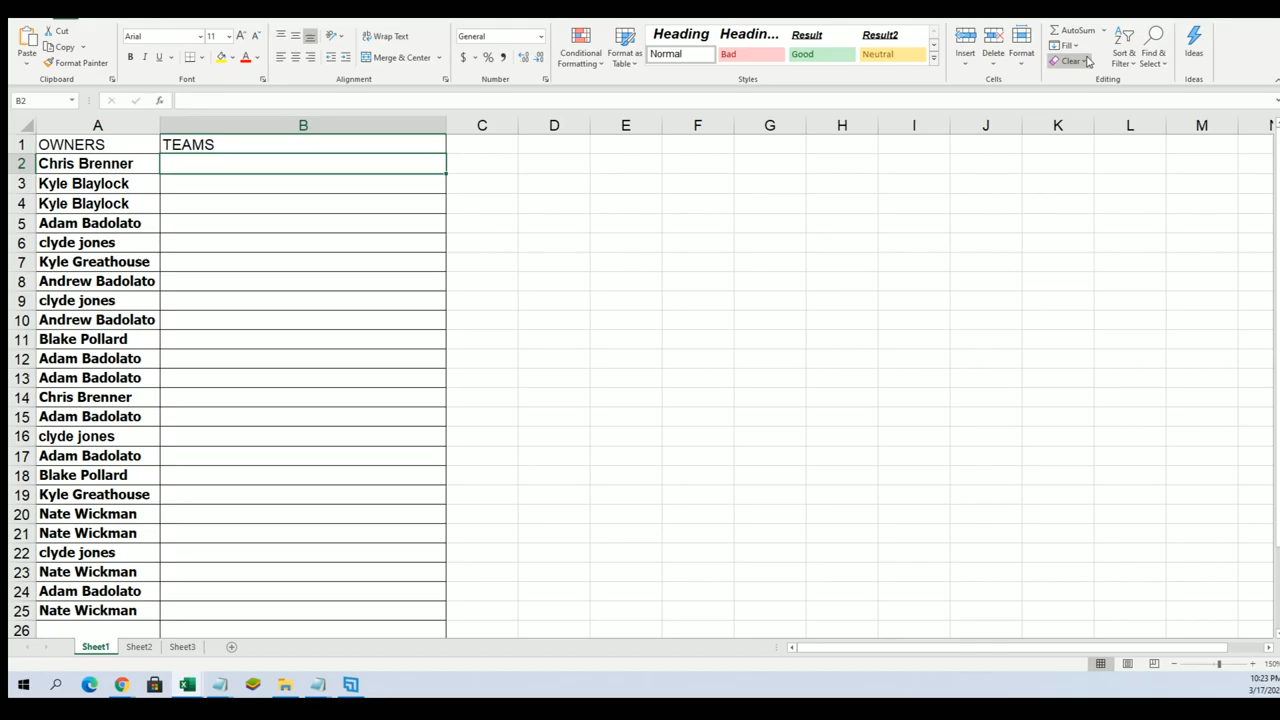 Paste
Cut
Copy
Format Painter
Clipboard
Arial 11
B I U
Font
Wrap Text
Merge & Center
Alignment
General
$ % ,
Number
Conditional Formatting
Format as Table
Heading Headin... Result Result2
Normal Bad Good Neutral
Styles
Insert Delete Format
Cells
AutoSum
Fill
Clear
Sort & Filter
Find & Select
Editing
Ideas
Ideas
B2 fx
A B C D E F G H I J K L M
1 OWNERS TEAMS
2 Chris Brenner
3 Kyle Blaylock
4 Kyle Blaylock
5 Adam Badolato
6 clyde jones
7 Kyle Greathouse
8 Andrew Badolato
9 clyde jones
10 Andrew Badolato
11 Blake Pollard
12 Adam Badolato
13 Adam Badolato
14 Chris Brenner
15 Adam Badolato
16 clyde jones
17 Adam Badolato
18 Blake Pollard
19 Kyle Greathouse
20 Nate Wickman
21 Nate Wickman
22 clyde jones
23 Nate Wickman
24 Adam Badolato
25 Nate Wickman
26
Sheet1 Sheet2 Sheet3
150%
10:23 PM